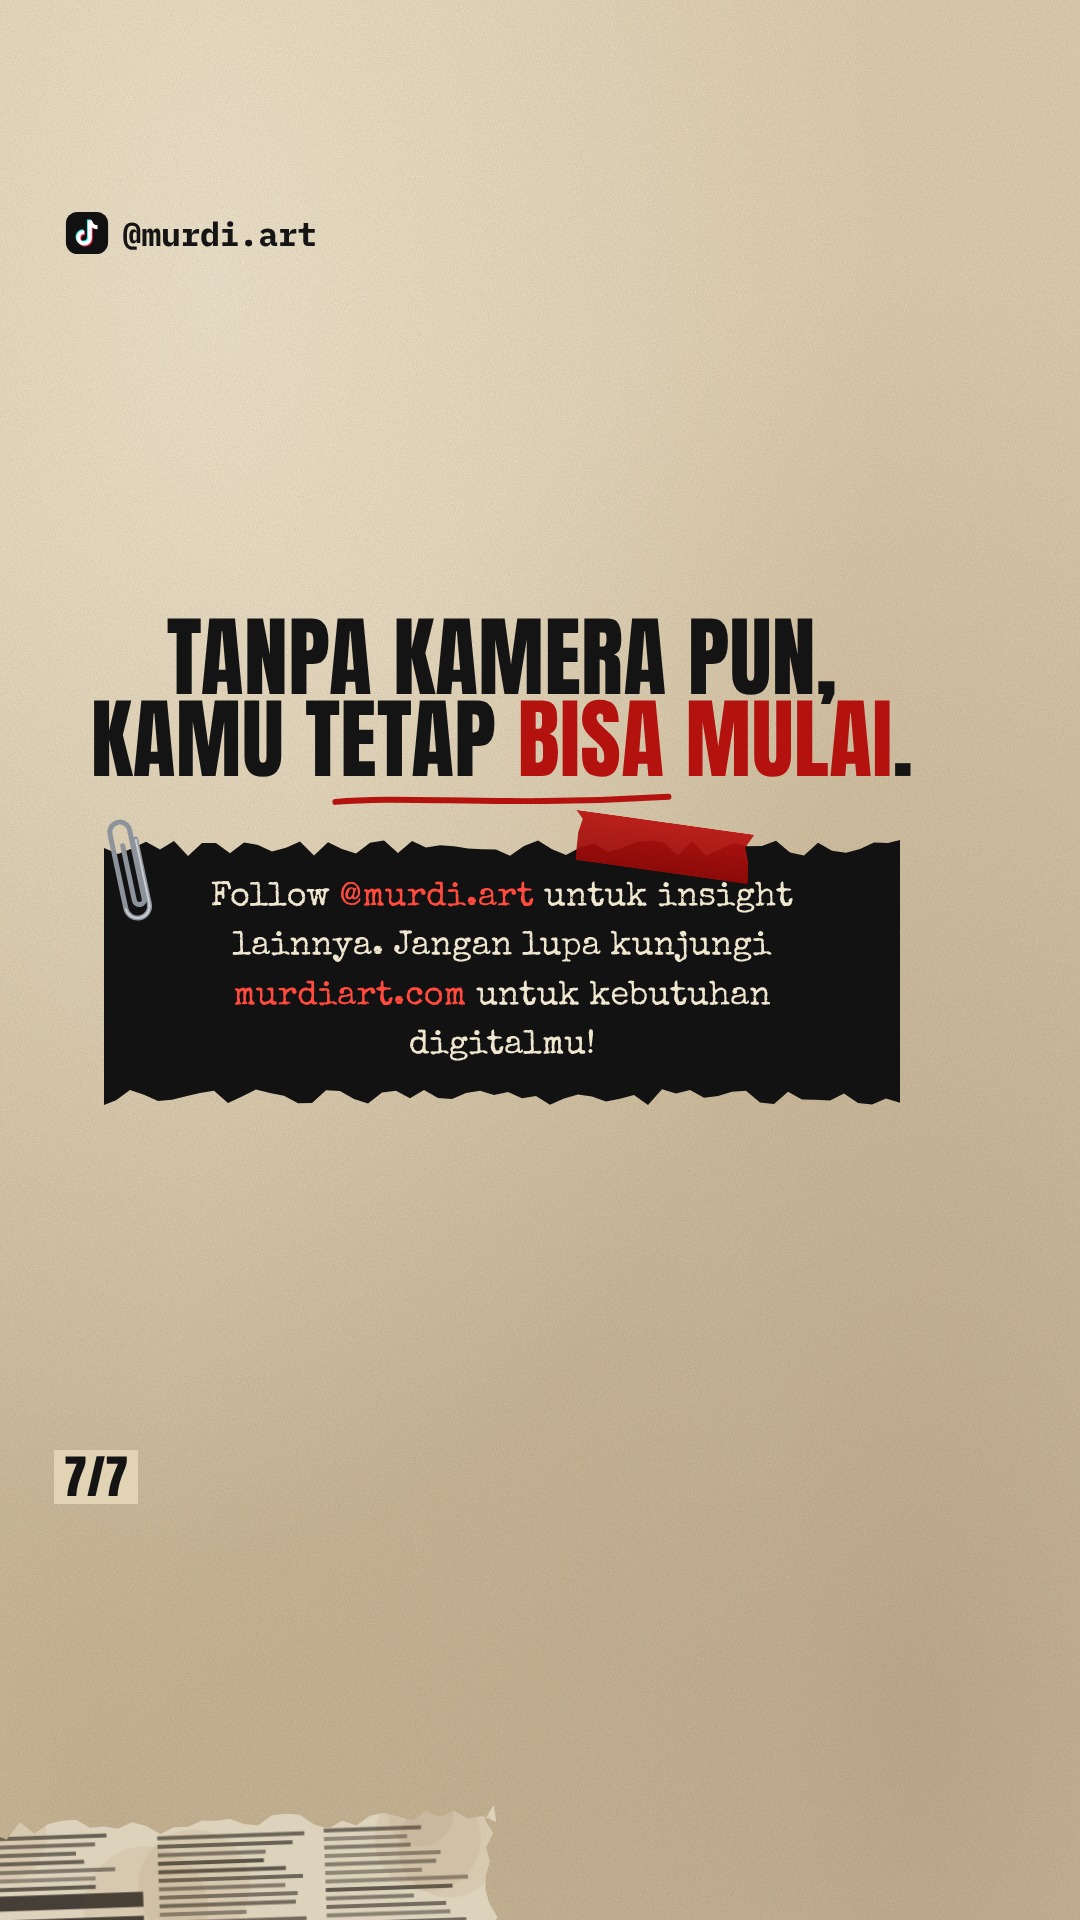 @murdi.art
TANPA KAMERA PUN,
KAMU TETAP BISA MULAI.
Follow @murdi.art untuk insight
lainnya. Jangan lupa kunjungi
murdiart.com untuk kebutuhan
digitalmu!
7/7